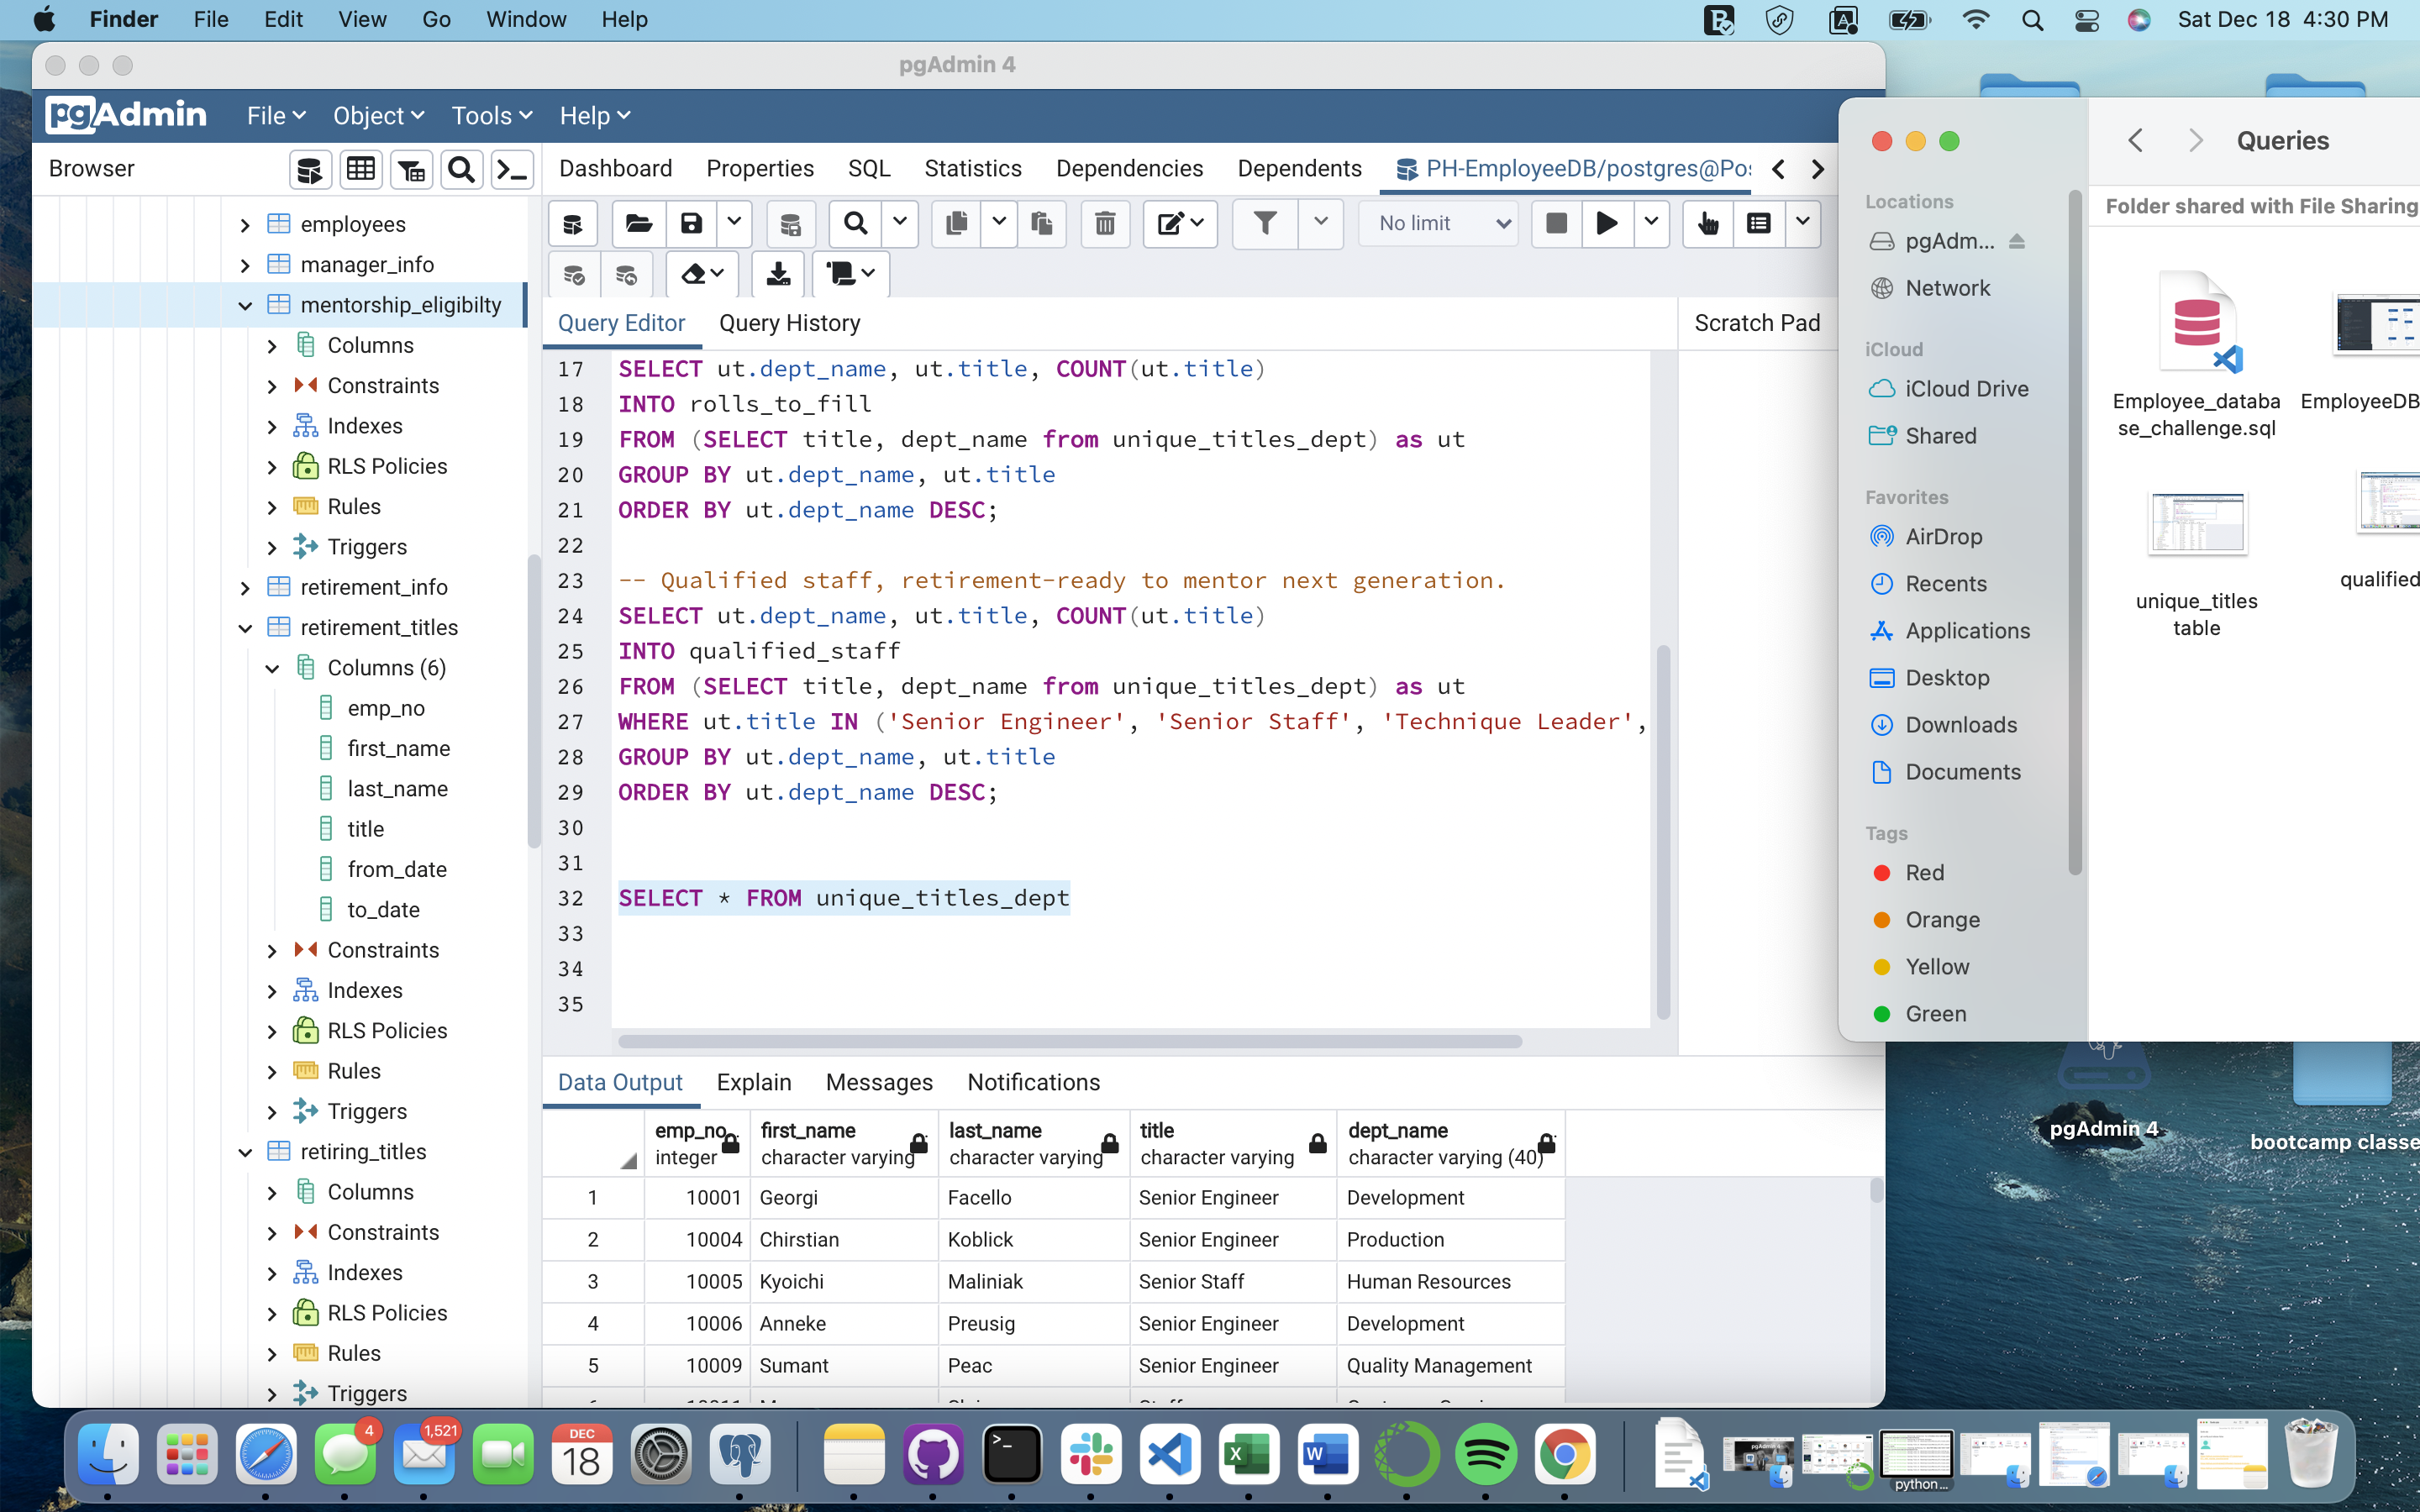 Finder File Edit View Go Window Help Sat Dec 18 4:30 PM
pgAdmin 4
pgAdmin File Object Tools Help
Browser
Dashboard Properties SQL Statistics Dependencies Dependents PH-EmployeeDB/postgres@Po
No limit
employees
manager_info
mentorship_eligibilty
Columns
Constraints
Indexes
RLS Policies
Rules
Triggers
retirement_info
retirement_titles
Columns (6)
emp_no
first_name
last_name
title
from_date
to_date
Constraints
Indexes
RLS Policies
Rules
Triggers
retiring_titles
Columns
Constraints
Indexes
RLS Policies
Rules
Triggers
Query Editor Query History
Scratch Pad
17 SELECT ut.dept_name, ut.title, COUNT(ut.title)
18 INTO rolls_to_fill
19 FROM (SELECT title, dept_name from unique_titles_dept) as ut
20 GROUP BY ut.dept_name, ut.title
21 ORDER BY ut.dept_name DESC;
22
23 -- Qualified staff, retirement-ready to mentor next generation.
24 SELECT ut.dept_name, ut.title, COUNT(ut.title)
25 INTO qualified_staff
26 FROM (SELECT title, dept_name from unique_titles_dept) as ut
27 WHERE ut.title IN ('Senior Engineer', 'Senior Staff', 'Technique Leader',
28 GROUP BY ut.dept_name, ut.title
29 ORDER BY ut.dept_name DESC;
30
31
32 SELECT * FROM unique_titles_dept
33
34
35
Data Output Explain Messages Notifications
emp_no first_name last_name title dept_name
integer character varying character varying character varying character varying (40)
1 10001 Georgi Facello Senior Engineer Development
2 10004 Chirstian Koblick Senior Engineer Production
3 10005 Kyoichi Maliniak Senior Staff Human Resources
4 10006 Anneke Preusig Senior Engineer Development
5 10009 Sumant Peac Senior Engineer Quality Management
Queries
Folder shared with File Sharing
Locations
pgAdm...
Network
iCloud
iCloud Drive
Shared
Favorites
AirDrop
Recents
Applications
Desktop
Downloads
Documents
Tags
Red
Orange
Yellow
Green
Employee_databa
se_challenge.sql
EmployeeDB
unique_titles
table
qualified
pgAdmin 4
bootcamp classe
4
1,521
DEC
18
python...